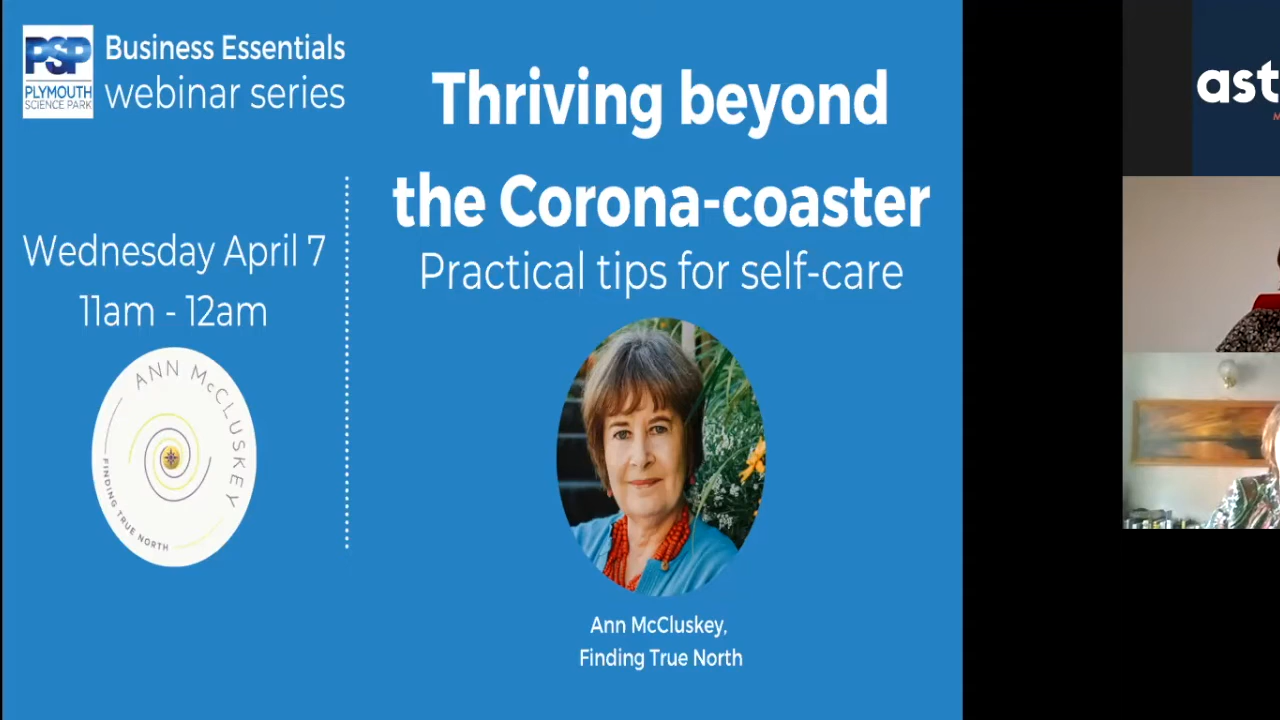 PSP
PLYMOUTH
SCIENCE PARK
Business Essentials
webinar series
Wednesday April 7
11am - 12am
ANN McCLUSKEY
FINDING TRUE NORTH
Thriving beyond
the Corona-coaster
Practical tips for self-care
Ann McCluskey,
Finding True North
ast
M